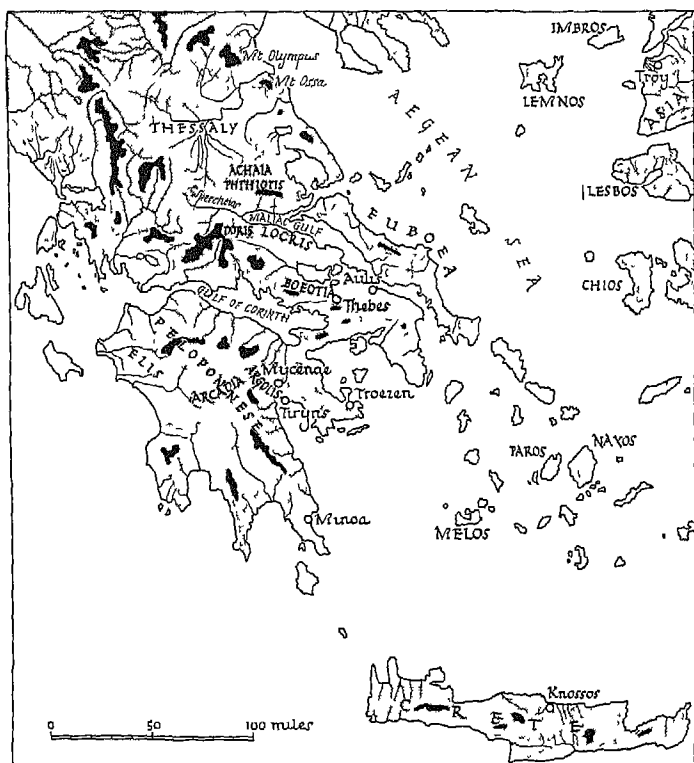 IMBROS
Mt. Olympus
Troy
Mt. Ossa
LEMNOS
ASIA
AEGEAN SEA
THESSALY
ACHAIA
PHTHIOTIS
LESBOS
Spercheios
MALIAC GULF
EUBOEA
DORIS
LOCRIS
CHIOS
Aulis
BOEOTIA
GULF OF CORINTH
Thebes
PELOPONNESE
ELIS
ARCADIA
ARGOLIS
Mycenae
Tiryns
Troezen
PAROS
NAXOS
Minoa
MELOS
Knossos
CRETE
0 50 100 miles